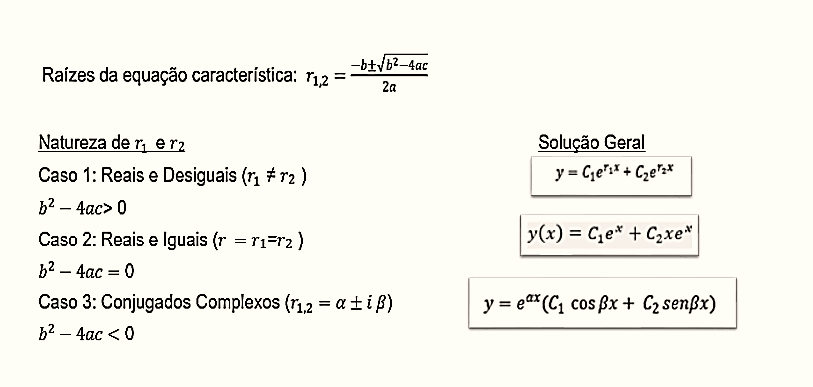 Raízes da equação característica: r₁,₂ = (-b±√(b²-4ac))/(2a)
Natureza de r₁ e r₂
Solução Geral
Caso 1: Reais e Desiguais (r₁ ≠ r₂ )
y = C₁e^(r₁x) + C₂e^(r₂x)
b² − 4ac> 0
Caso 2: Reais e Iguais (r = r₁=r₂ )
y(x) = C₁eˣ + C₂xeˣ
b² − 4ac = 0
Caso 3: Conjugados Complexos (r₁,₂ = α ± i β)
y = e^(αx)(C₁ cos βx + C₂ senβx)
b² − 4ac < 0